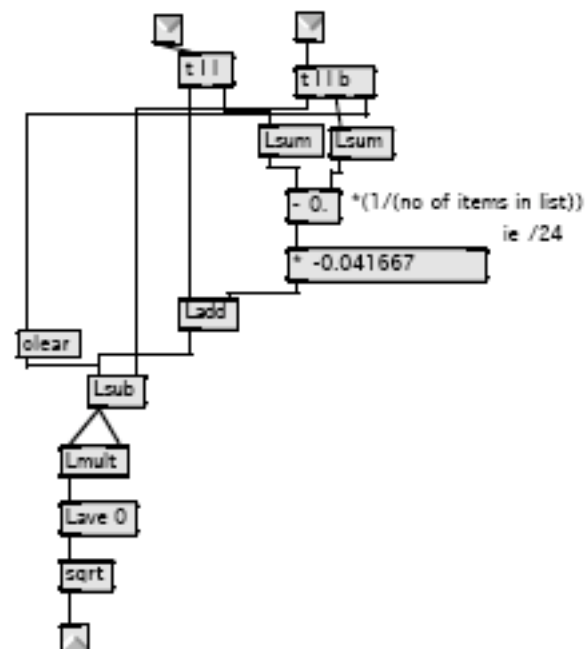 t l l
t l l b
Lsum
Lsum
- 0.
*(1/(no of items in list))
ie /24
* -0.041667
Ladd
clear
Lsub
Lmult
Lave 0
sqrt